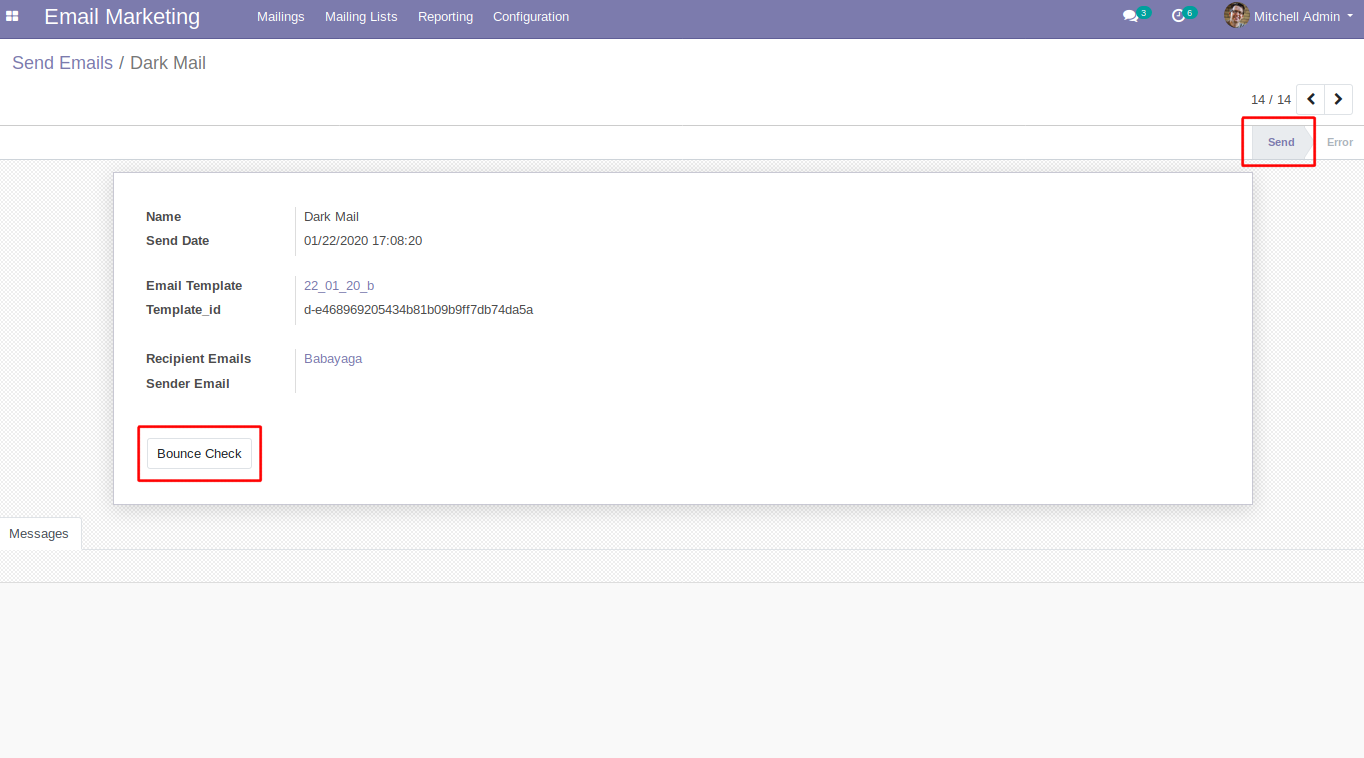 Email Marketing Mailings Mailing Lists Reporting Configuration 3 6 Mitchell Admin
Send Emails / Dark Mail
14 / 14
Send Error
Name Dark Mail
Send Date 01/22/2020 17:08:20
Email Template 22_01_20_b
Template_id d-e468969205434b81b09b9ff7db74da5a
Recipient Emails Babayaga
Sender Email
Bounce Check
Messages